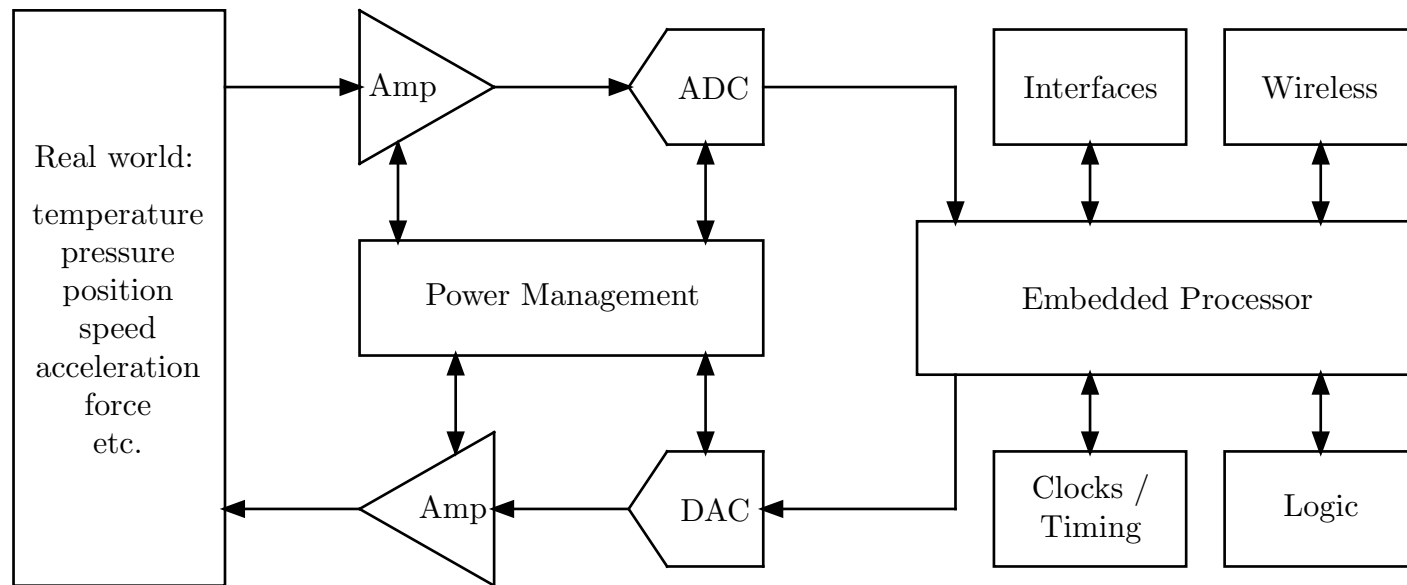 Real world:
temperature
pressure
position
speed
acceleration
force
etc.
Amp
ADC
Interfaces
Wireless
Power Management
Embedded Processor
Amp
DAC
Clocks /
Timing
Logic